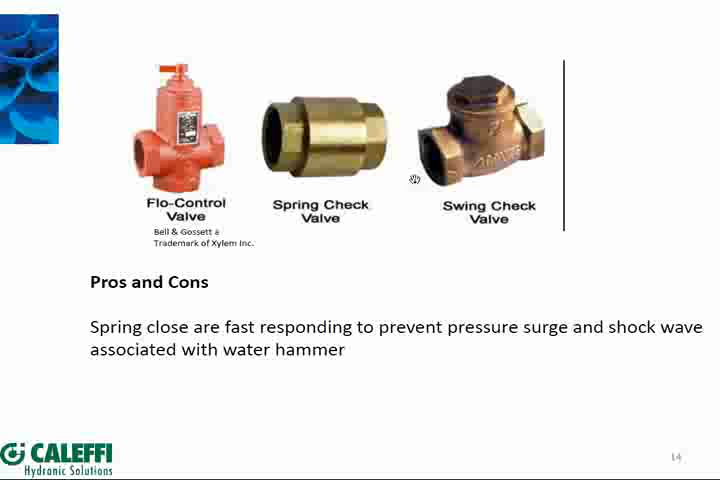 Flo-Control
Valve
Bell & Gossett a
Trademark of Xylem Inc.
Spring Check
Valve
Swing Check
Valve
Pros and Cons
Spring close are fast responding to prevent pressure surge and shock wave
associated with water hammer
CALEFFI
Hydronic Solutions
14